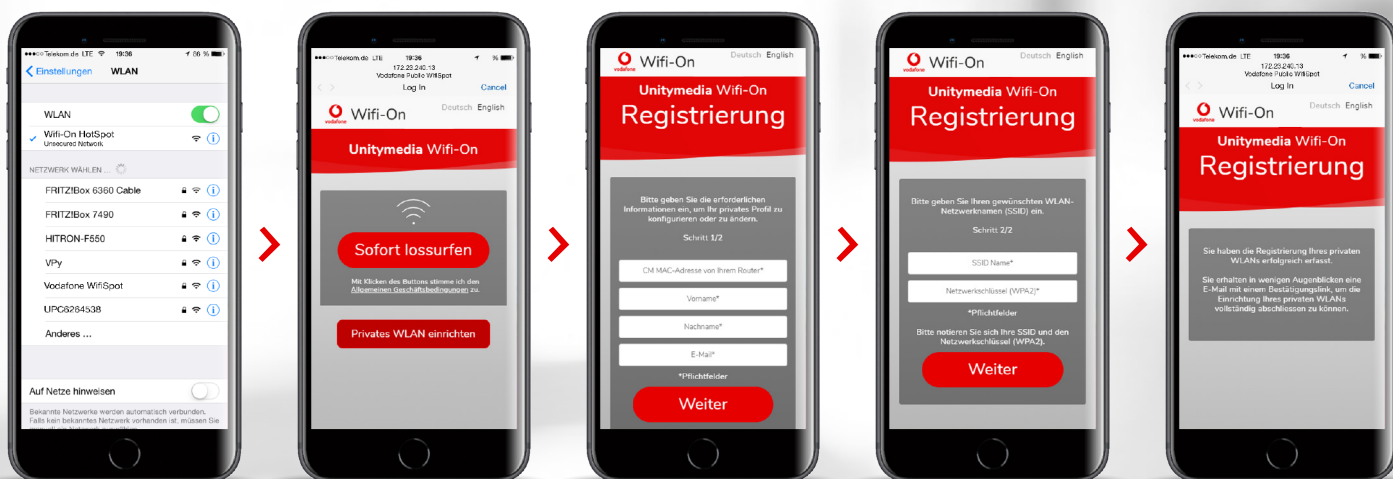 Telekom.de LTE 19:36 86 %
Einstellungen WLAN
WLAN
Wifi-On HotSpot
Unsecured Network
NETZWERK WÄHLEN ...
FRITZ!Box 6360 Cable
FRITZ!Box 7490
HITRON-F550
VPy
Vodafone WifiSpot
UPC6264538
Anderes ...
Auf Netze hinweisen
Bekannte Netzwerke werden automatisch verbunden.
Falls kein bekanntes Netzwerk vorhanden ist, müssen Sie
Telekom.de LTE 19:36 %
172.23.240.13
Vodafone Public WifiSpot
Log In Cancel
vodafone Wifi-On Deutsch English
Unitymedia Wifi-On
Sofort lossurfen
Mit Klicken des Buttons stimme ich den
Allgemeinen Geschäftsbedingungen zu.
Privates WLAN einrichten
vodafone Wifi-On Deutsch English
Unitymedia Wifi-On
Registrierung
Bitte geben Sie die erforderlichen
Informationen ein, um Ihr privates Profil zu
konfigurieren oder zu ändern.
Schritt 1/2
CM MAC-Adresse von Ihrem Router*
Vorname*
Nachname*
E-Mail*
*Pflichtfelder
Weiter
vodafone Wifi-On Deutsch English
Unitymedia Wifi-On
Registrierung
Bitte geben Sie Ihren gewünschten WLAN-
Netzwerknamen (SSID) ein.
Schritt 2/2
SSID Name*
Netzwerkschlüssel (WPA2)*
*Pflichtfelder
Bitte notieren Sie sich Ihre SSID und den
Netzwerkschlüssel (WPA2).
Weiter
Telekom.de LTE 19:36 %
172.23.240.13
Vodafone Public WifiSpot
Log In Cancel
vodafone Wifi-On Deutsch English
Unitymedia Wifi-On
Registrierung
Sie haben die Registrierung Ihres privaten
WLANs erfolgreich erfasst.
Sie erhalten in wenigen Augenblicken eine
E-Mail mit einem Bestätigungslink, um die
Einrichtung Ihres privaten WLANs
vollständig abschliessen zu können.